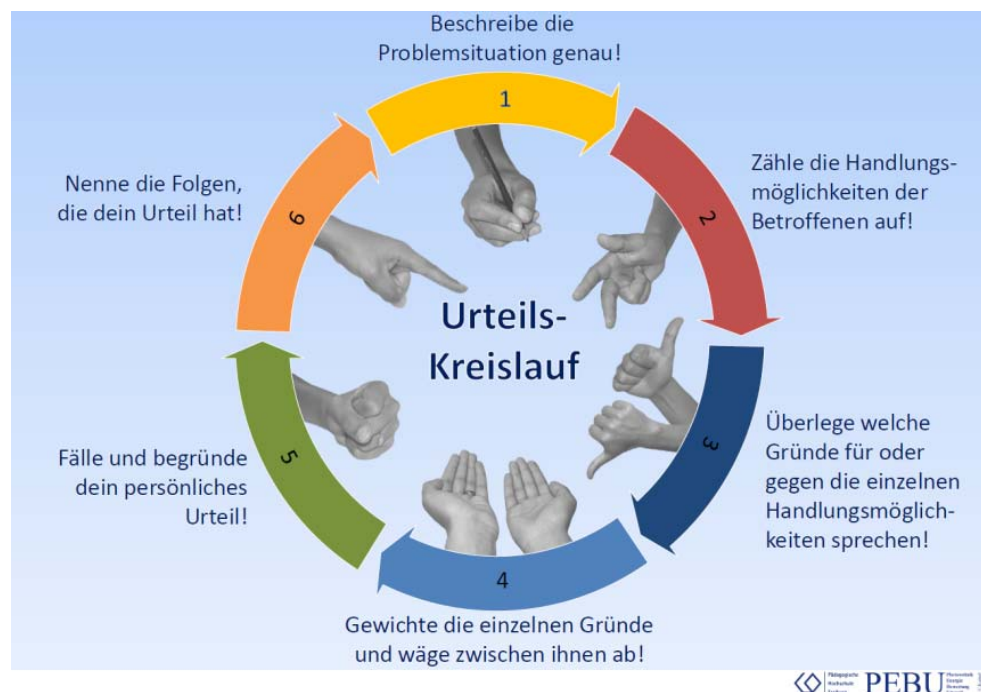 Beschreibe die
Problemsituation genau!
1
2
Zähle die Handlungs-
möglichkeiten der
Betroffenen auf!
3
Überlege welche
Gründe für oder
gegen die einzelnen
Handlungsmöglich-
keiten sprechen!
4
Gewichte die einzelnen Gründe
und wäge zwischen ihnen ab!
5
Fälle und begründe
dein persönliches
Urteil!
6
Nenne die Folgen,
die dein Urteil hat!
Urteils-
Kreislauf
Pädagogische
Hochschule
PEBU